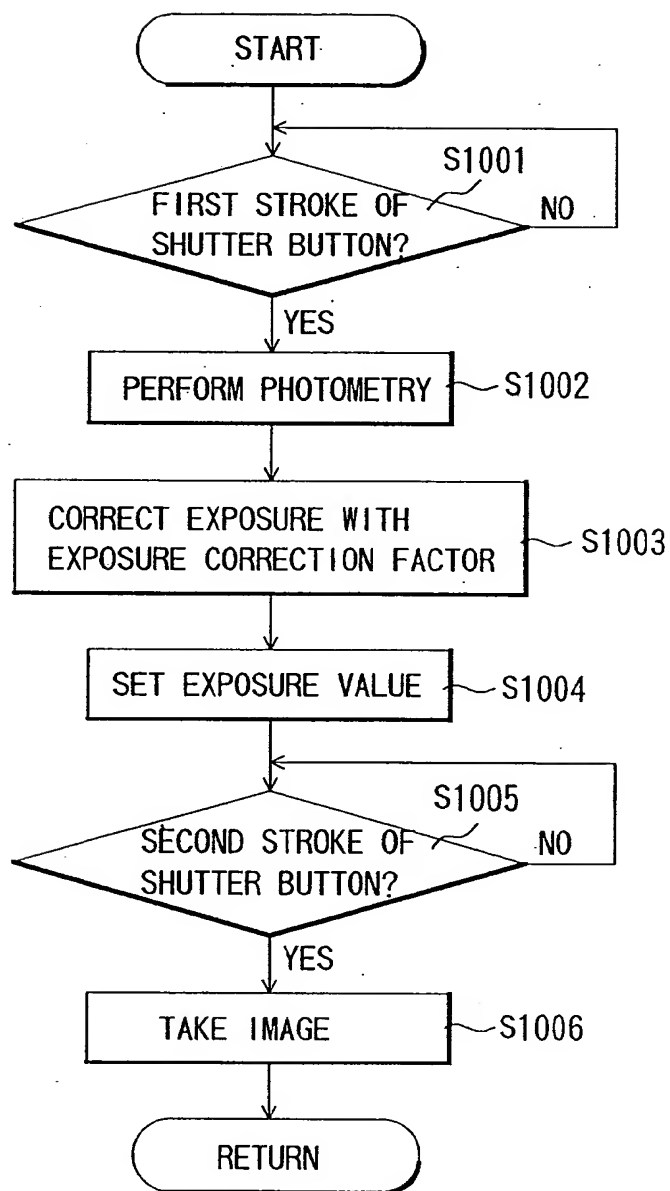 START
S1001
FIRST STROKE OF
SHUTTER BUTTON?
NO
YES
PERFORM PHOTOMETRY
S1002
CORRECT EXPOSURE WITH
EXPOSURE CORRECTION FACTOR
S1003
SET EXPOSURE VALUE
S1004
S1005
SECOND STROKE OF
SHUTTER BUTTON?
NO
YES
TAKE IMAGE
S1006
RETURN